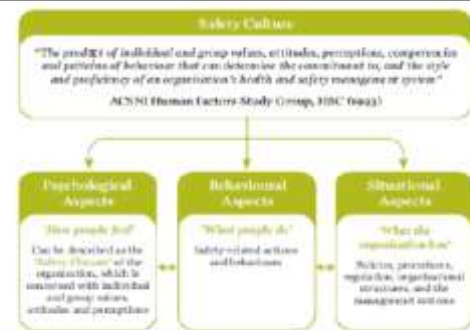 Safety Culture
"The product of individual and group values, attitudes, perceptions, competencies
and patterns of behaviour that can determine the commitment to, and the style
and proficiency of an organisation's health and safety management system"
ACSNI Human Factors Study Group, HSC (1993)
Psychological
Aspects
'How people feel'
Can be described as the
'Safety Climate' of the
organisation, which is
concerned with individual
and group values,
attitudes and perceptions
Behavioural
Aspects
'What people do'
Safety-related actions
and behaviours
Situational
Aspects
'What the
organisation has'
Policies, procedures,
regulation, organisational
structures, and the
management